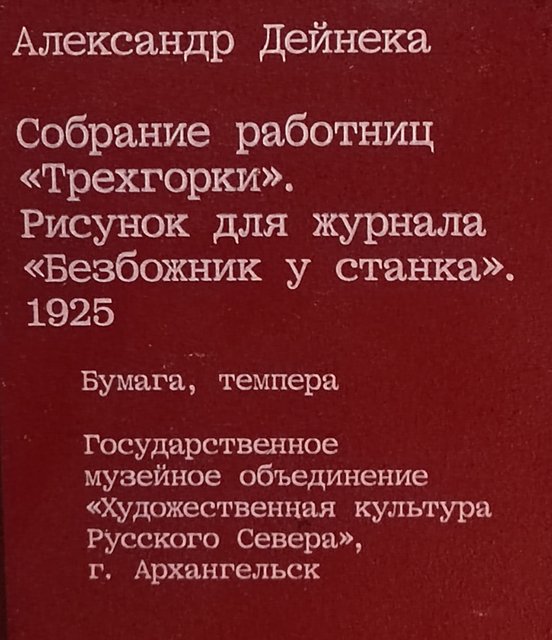 Александр Дейнека
Собрание работниц
«Трехгорки».
Рисунок для журнала
«Безбожник у станка».
1925
Бумага, темпера
Государственное
музейное объединение
«Художественная культура
Русского Севера»,
г. Архангельск